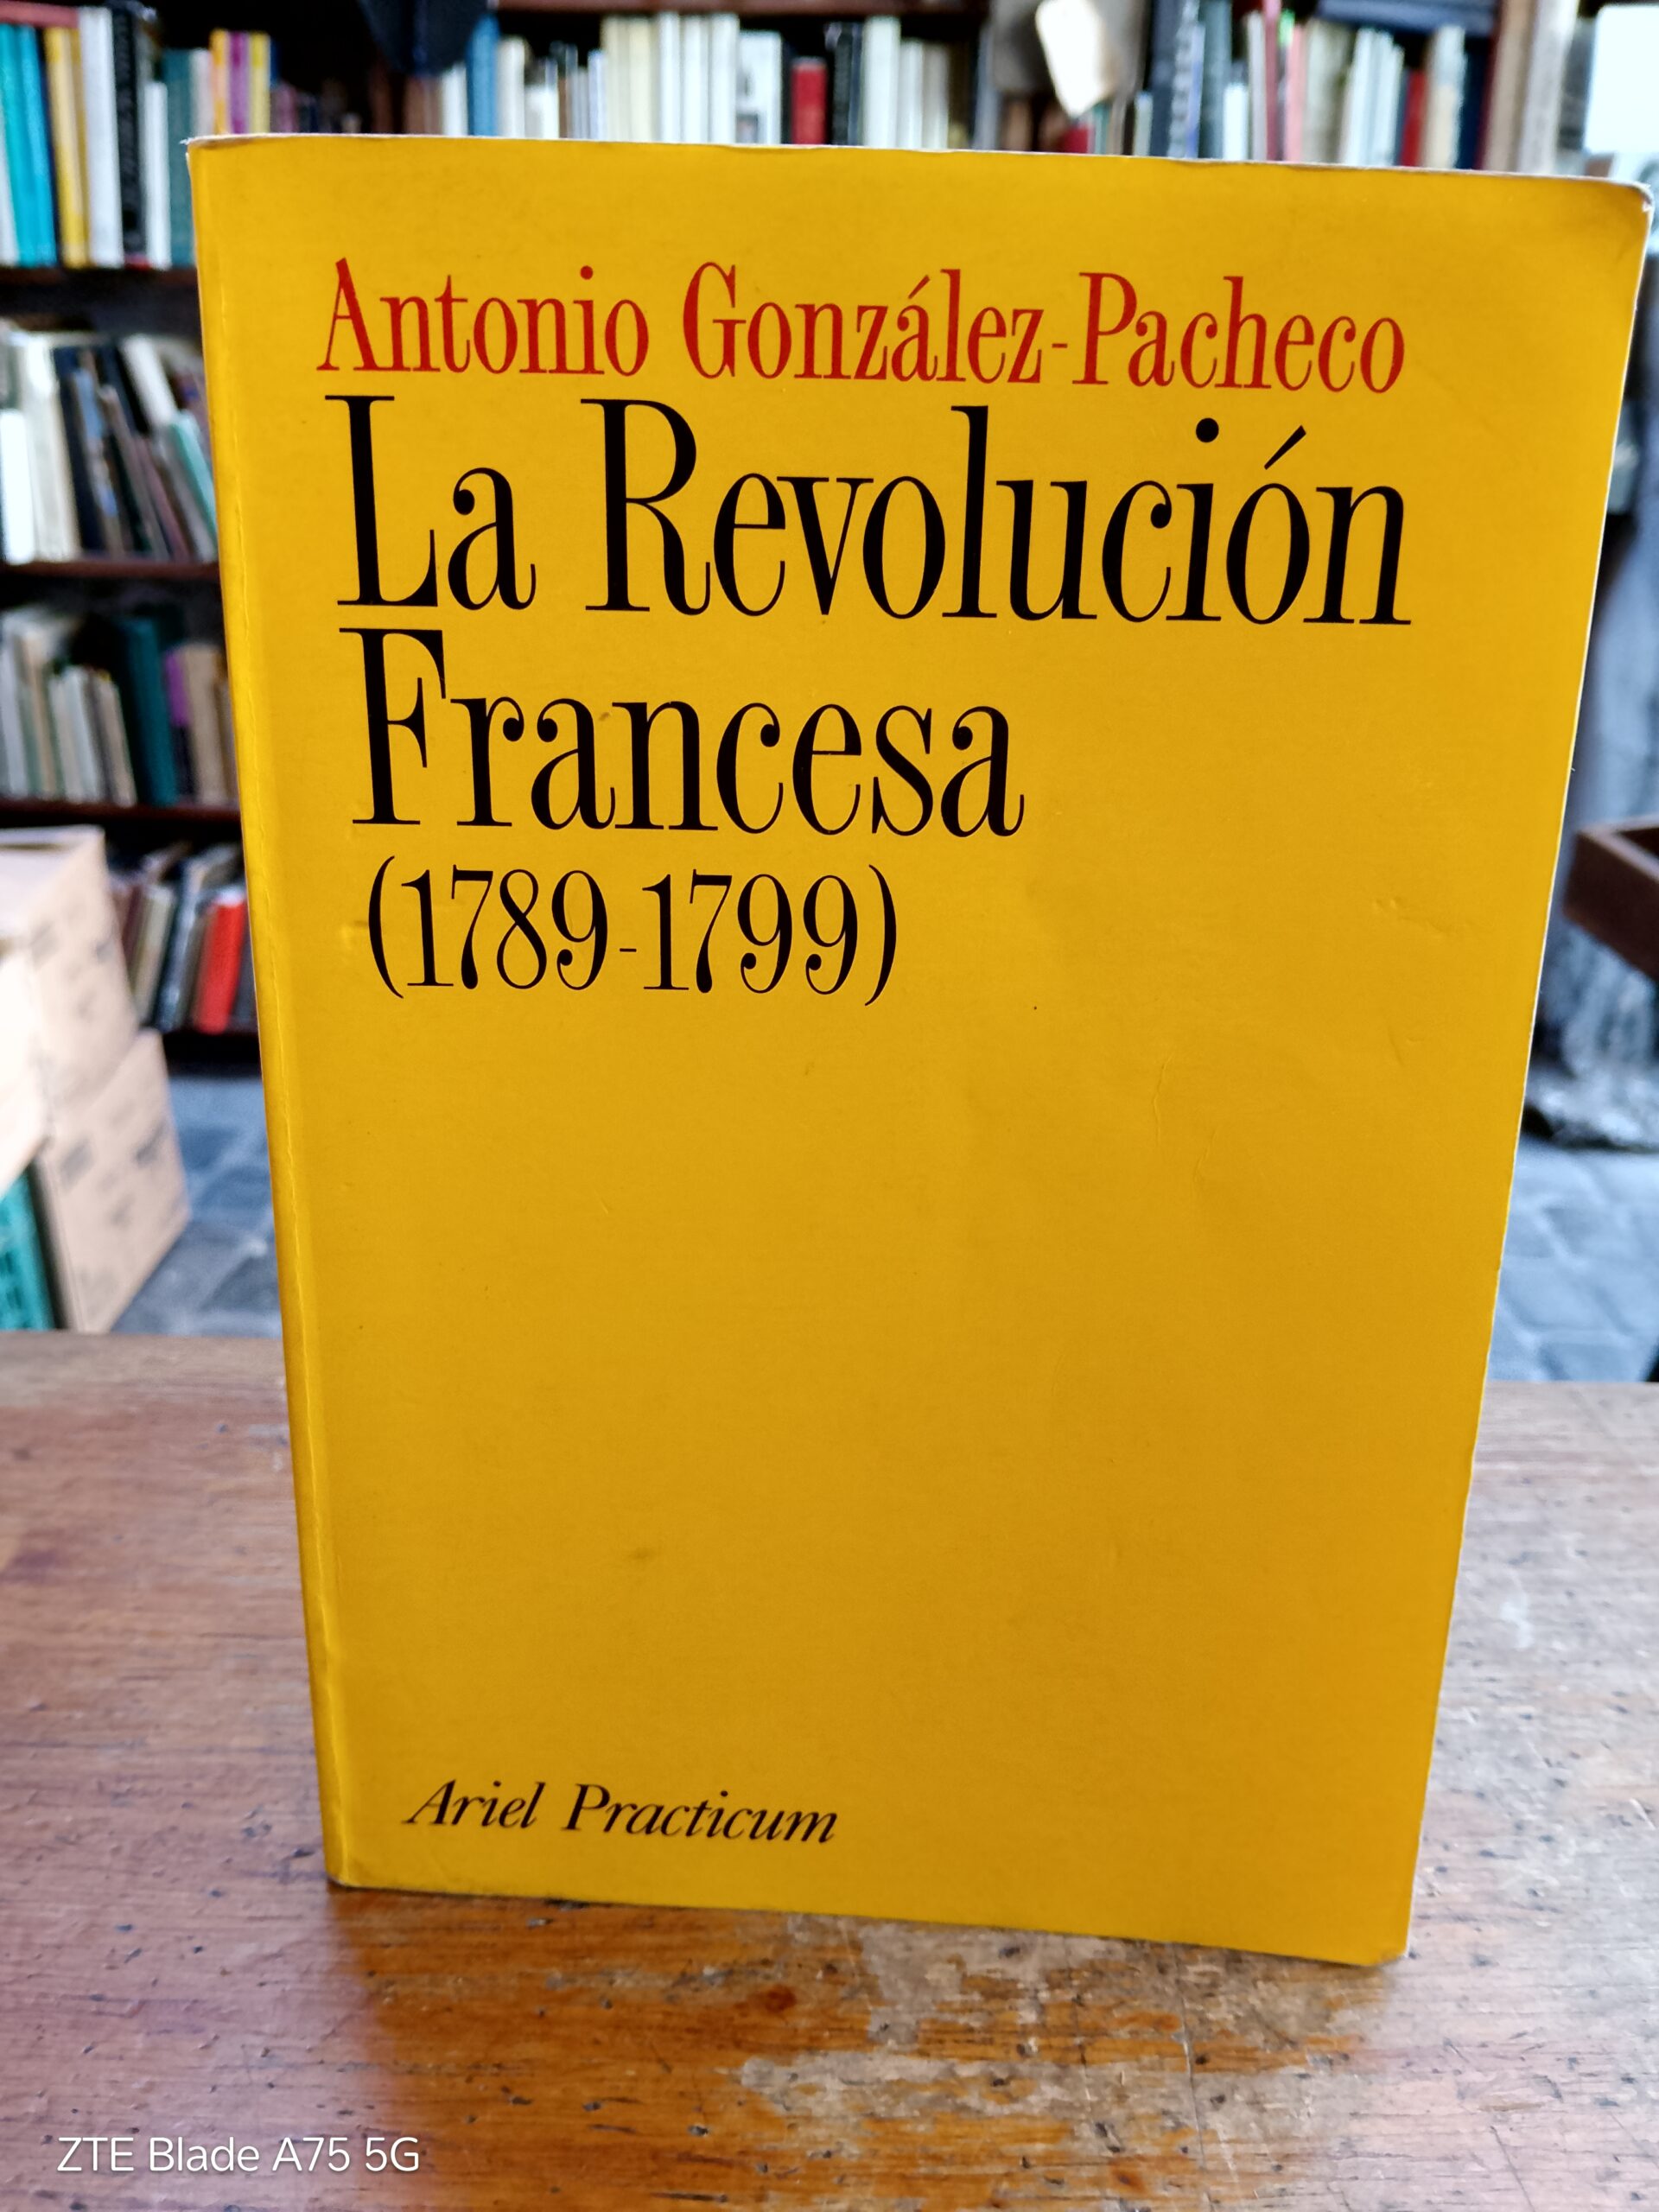 Antonio González-Pacheco
La Revolución
Francesa
(1789-1799)
Ariel Practicum
ZTE Blade A75 5G